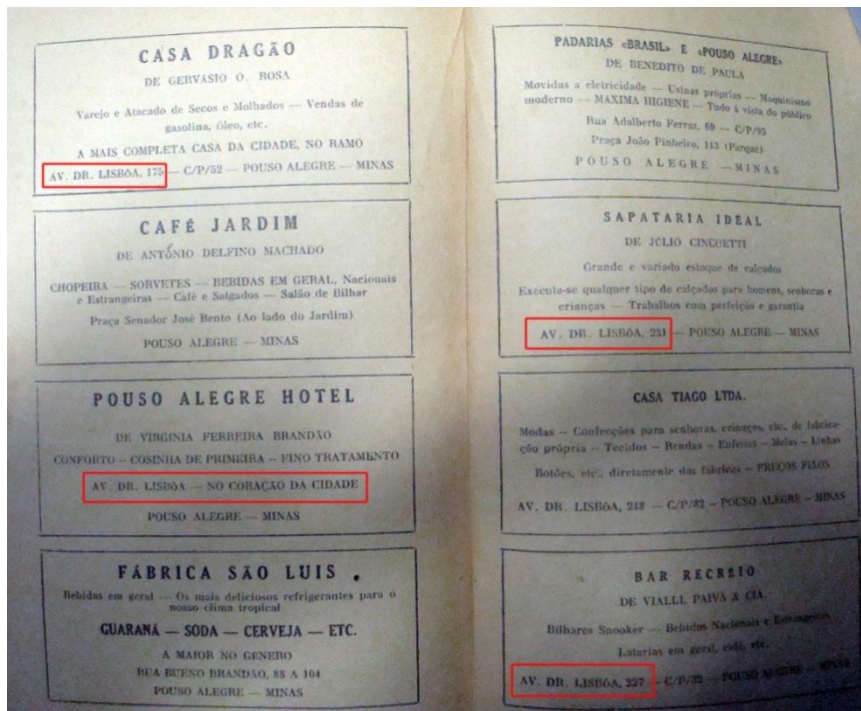 CASA DRAGÃO
DE GERVÁSIO O. ROSA
Varejo e Atacado de Secos e Molhados — Vendas de
gasolina, óleo, etc.
A MAIS COMPLETA CASA DA CIDADE, NO RAMO
AV. DR. LISBÔA, 175 — C/P/52 — POUSO ALEGRE — MINAS
CAFÉ JARDIM
DE ANTÓNIO DELFINO MACHADO
CHOPEIRA — SORVETES — BEBIDAS EM GERAL, Nacionais
e Estrangeiras — Café e Salgados — Salão de Bilhar
Praça Senador José Bento (Ao lado do Jardim)
POUSO ALEGRE — MINAS
POUSO ALEGRE HOTEL
DE VIRGINIA FERREIRA BRANDÃO
CONFORTO — COSINHA DE PRIMEIRA — FINO TRATAMENTO
AV. DR. LISBÔA — NO CORAÇÃO DA CIDADE
POUSO ALEGRE — MINAS
FÁBRICA SÃO LUIS
Bebidas em geral — Os mais deliciosos refrigerantes para o
nosso clima tropical
GUARANÁ — SODA — CERVEJA — ETC.
A MAIOR NO GENERO
RUA BUENO BRANDÃO, 88 A 104
POUSO ALEGRE — MINAS
PADARIAS «BRASIL» E «POUSO ALEGRE»
DE BENEDITO DE PAULA
Movidas a eletricidade — Usinas próprias — Maquinismo
moderno — MÁXIMA HIGIENE — Tudo à vista do público
Rua Adalberto Ferraz, 69 — C/P/95
Praça João Pinheiro, 143 (Parque)
POUSO ALEGRE — MINAS
SAPATARIA IDEAL
DE JÚLIO CINCOETTI
Grande e variado estoque de calçados
Executa-se qualquer tipo de calçados para homens, senhoras e
crianças — Trabalhos com perfeição e garantia
AV. DR. LISBÔA, 231 — POUSO ALEGRE — MINAS
CASA TIAGO LTDA.
Modas — Confecções para senhoras, crianças, etc. de fabrica-
ção própria — Tecidos — Rendas — Enfeites — Meias — Linhas
Botões, etc., diretamente das fábricas — PREÇOS FIXOS
AV. DR. LISBÔA, 248 — C/P/82 — POUSO ALEGRE — MINAS
BAR RECREIO
DE VIALLI, PAIVA & CIA.
Bilhares Snooker — Bebidas Nacionais e Estrangeiras
Latarias em geral, café, etc.
AV. DR. LISBÔA, 227 — C/P/32 — POUSO ALEGRE — MINAS